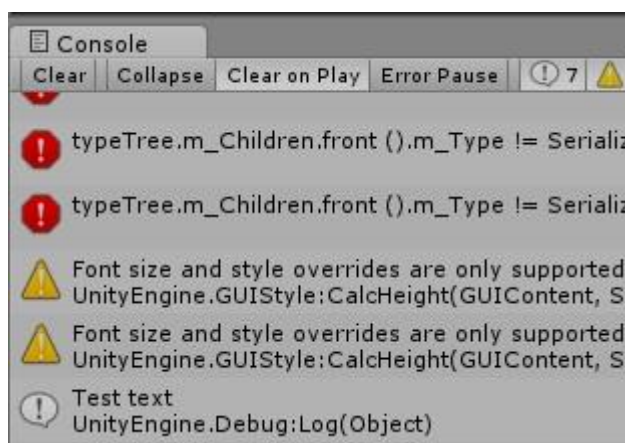 Console
Clear Collapse Clear on Play Error Pause 7
typeTree.m_Children.front ().m_Type != Serializ
typeTree.m_Children.front ().m_Type != Serializ
Font size and style overrides are only supported
UnityEngine.GUIStyle:CalcHeight(GUIContent, S
Font size and style overrides are only supported
UnityEngine.GUIStyle:CalcHeight(GUIContent, S
Test text
UnityEngine.Debug:Log(Object)